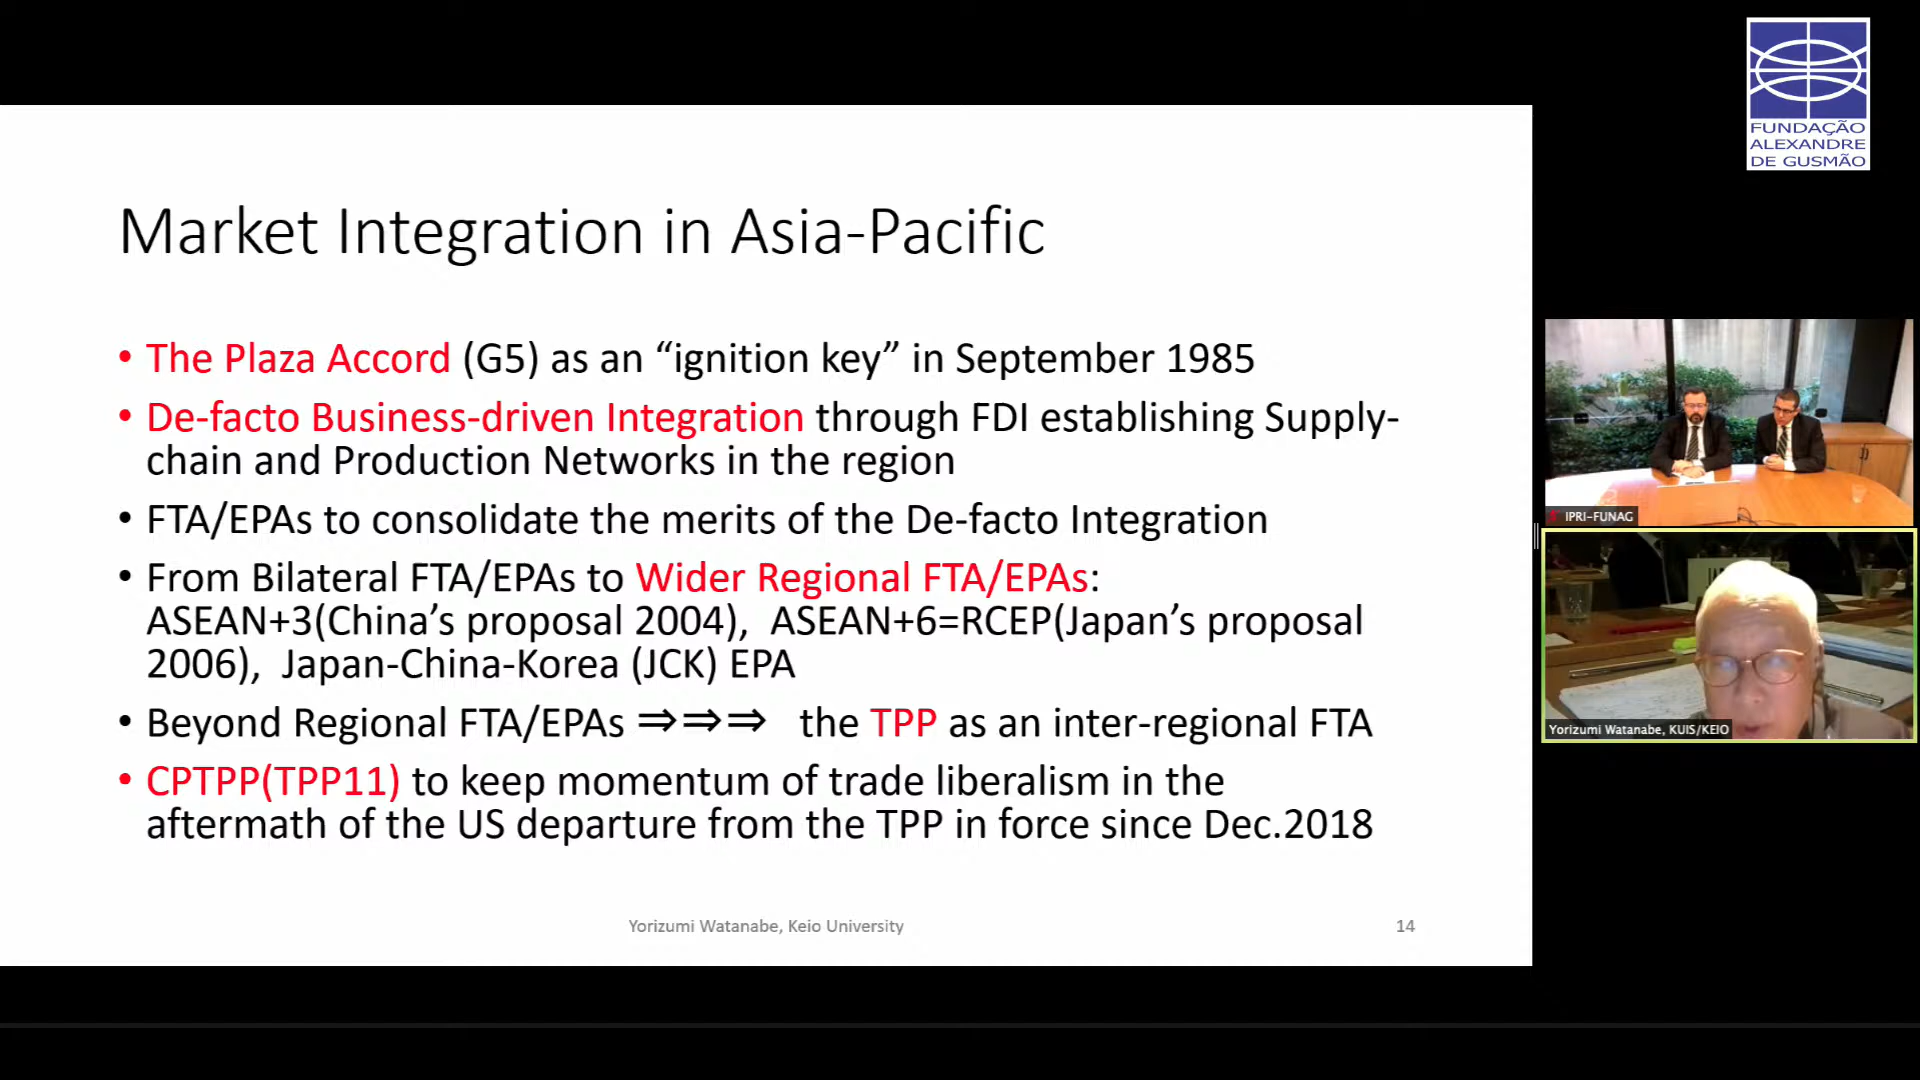 FUNDAÇÃO
ALEXANDRE
DE GUSMÃO
Market Integration in Asia-Pacific
• The Plaza Accord (G5) as an “ignition key” in September 1985
• De-facto Business-driven Integration through FDI establishing Supply-
chain and Production Networks in the region
• FTA/EPAs to consolidate the merits of the De-facto Integration
• From Bilateral FTA/EPAs to Wider Regional FTA/EPAs:
ASEAN+3(China’s proposal 2004), ASEAN+6=RCEP(Japan’s proposal
2006), Japan-China-Korea (JCK) EPA
• Beyond Regional FTA/EPAs ⇒⇒⇒ the TPP as an inter-regional FTA
• CPTPP(TPP11) to keep momentum of trade liberalism in the
aftermath of the US departure from the TPP in force since Dec.2018
Yorizumi Watanabe, Keio University
14
IPRI-FUNAG
Yorizumi Watanabe, KUIS/KEIO